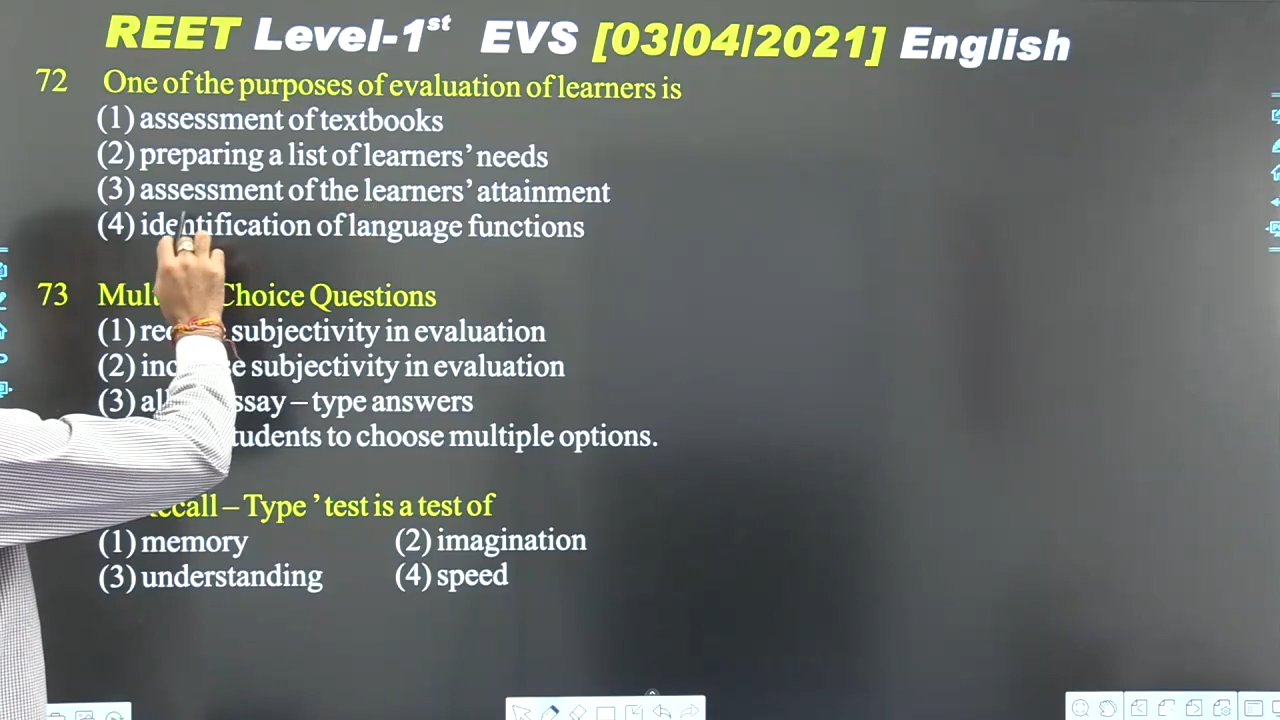 REET Level-1st EVS [03/04/2021] English
72 One of the purposes of evaluation of learners is
(1) assessment of textbooks
(2) preparing a list of learners’ needs
(3) assessment of the learners’ attainment
(4) identification of language functions
73 Choice Questions
(1) subjectivity in evaluation
(2) subjectivity in evaluation
(3) – type answers
to choose multiple options.
– Type ’ test is a test of
(1) memory (2) imagination
(3) understanding (4) speed